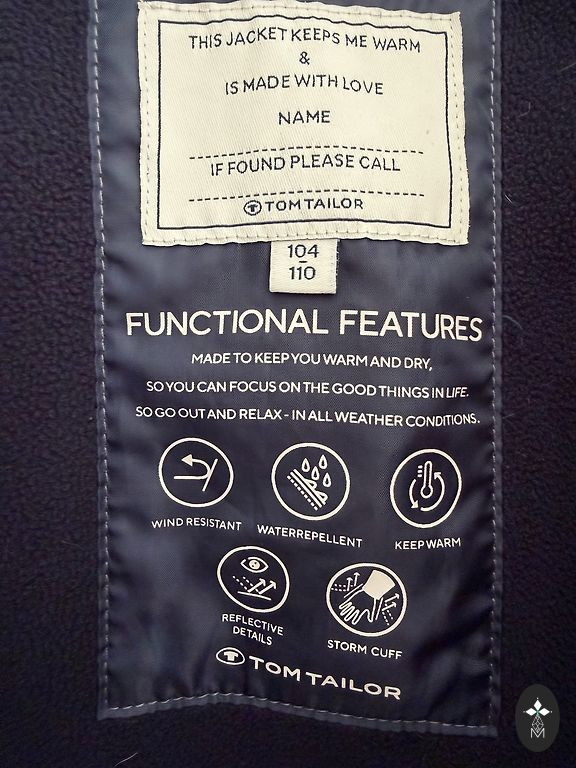 THIS JACKET KEEPS ME WARM
&
IS MADE WITH LOVE
NAME
IF FOUND PLEASE CALL
TOM TAILOR
104
-
110
FUNCTIONAL FEATURES
MADE TO KEEP YOU WARM AND DRY,
SO YOU CAN FOCUS ON THE GOOD THINGS IN LIFE.
SO GO OUT AND RELAX - IN ALL WEATHER CONDITIONS.
WIND RESISTANT
WATERREPELLENT
KEEP WARM
REFLECTIVE
DETAILS
STORM CUFF
TOM TAILOR